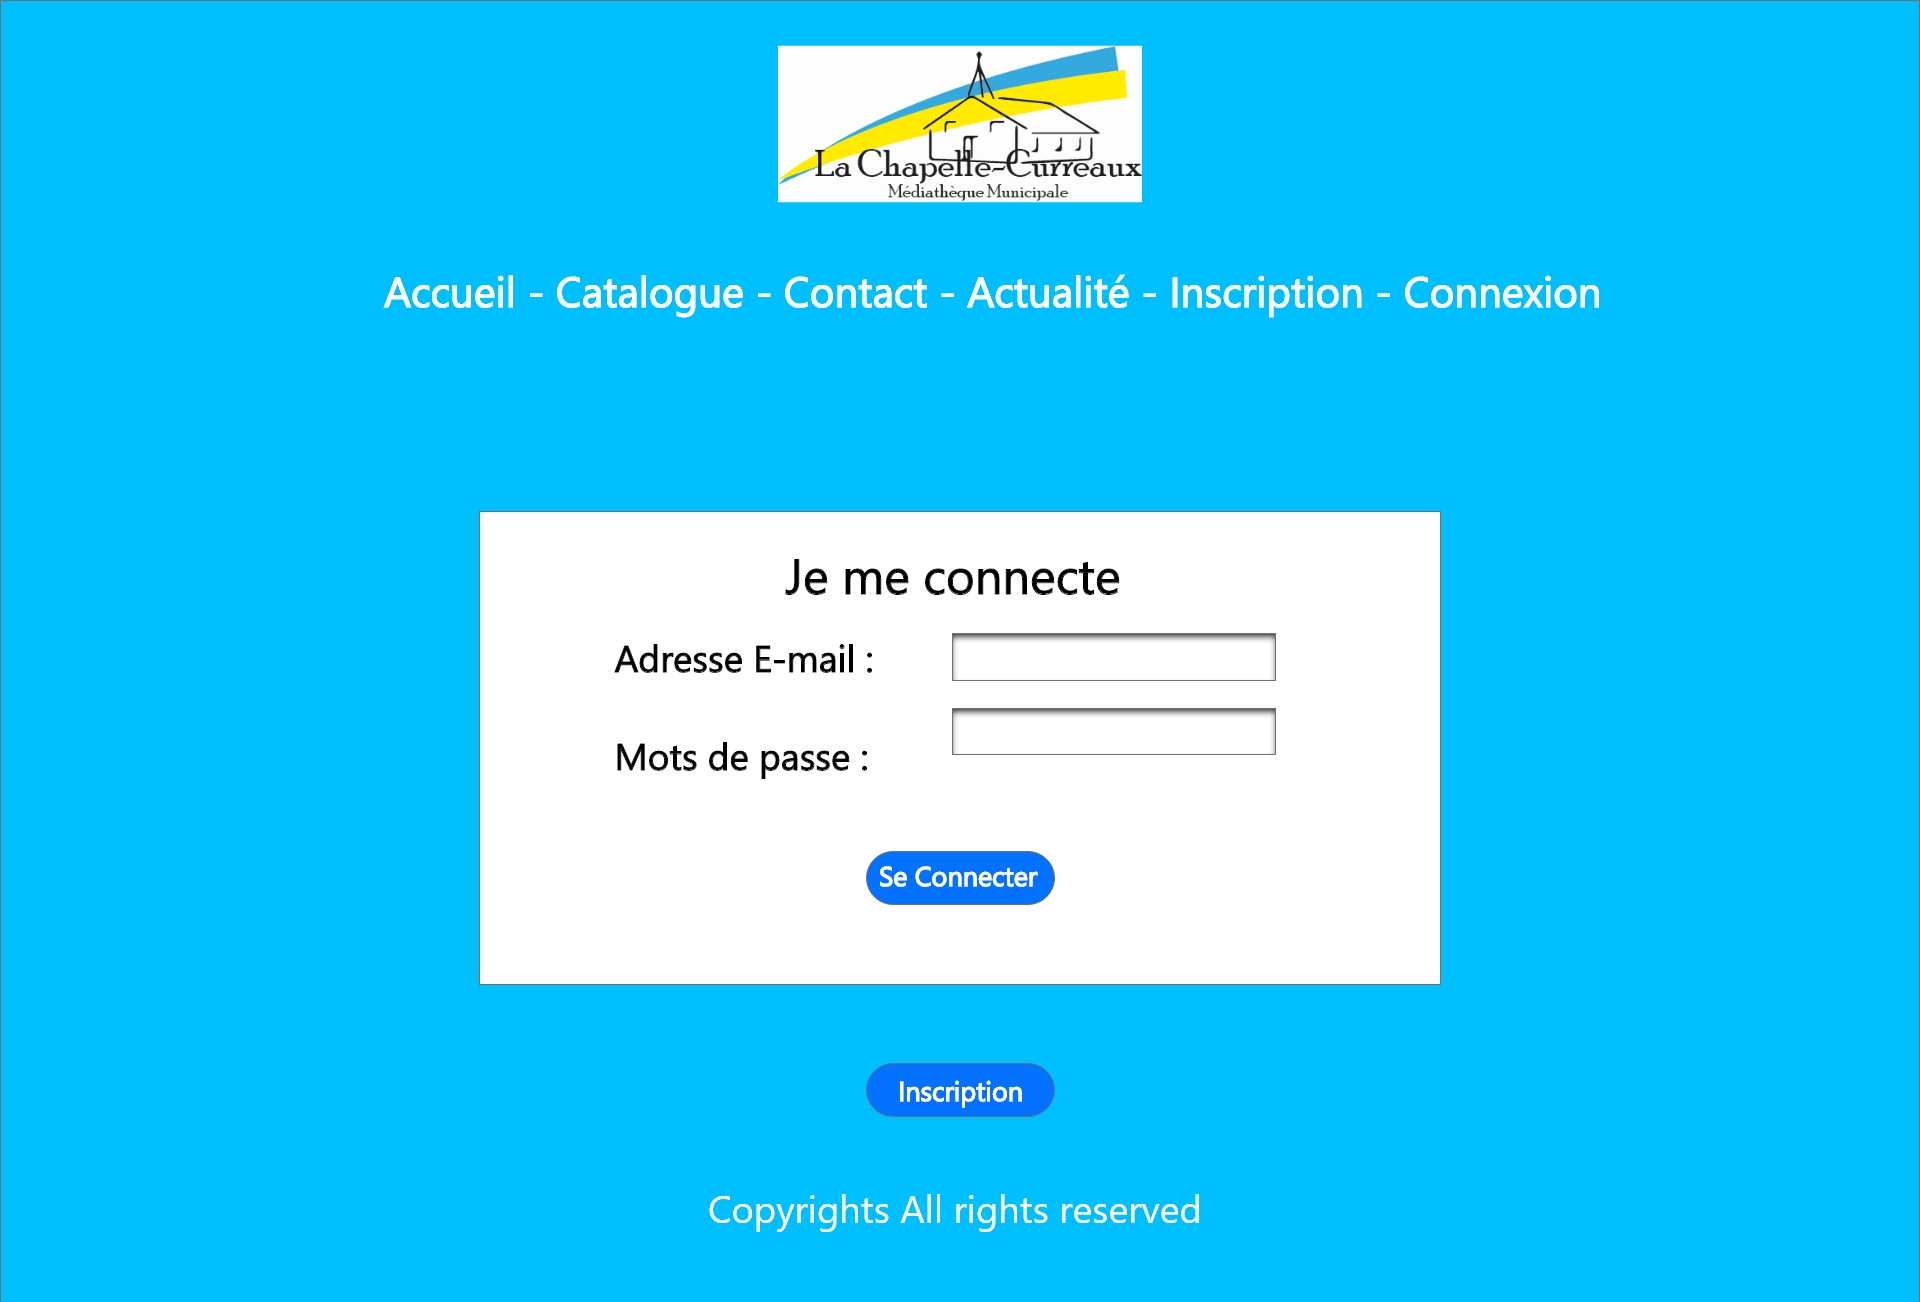 La Chapelle-Curreaux
Médiathèque Municipale
Accueil - Catalogue - Contact - Actualité - Inscription - Connexion
Je me connecte
Adresse E-mail :
Mots de passe :
Se Connecter
Inscription
Copyrights All rights reserved